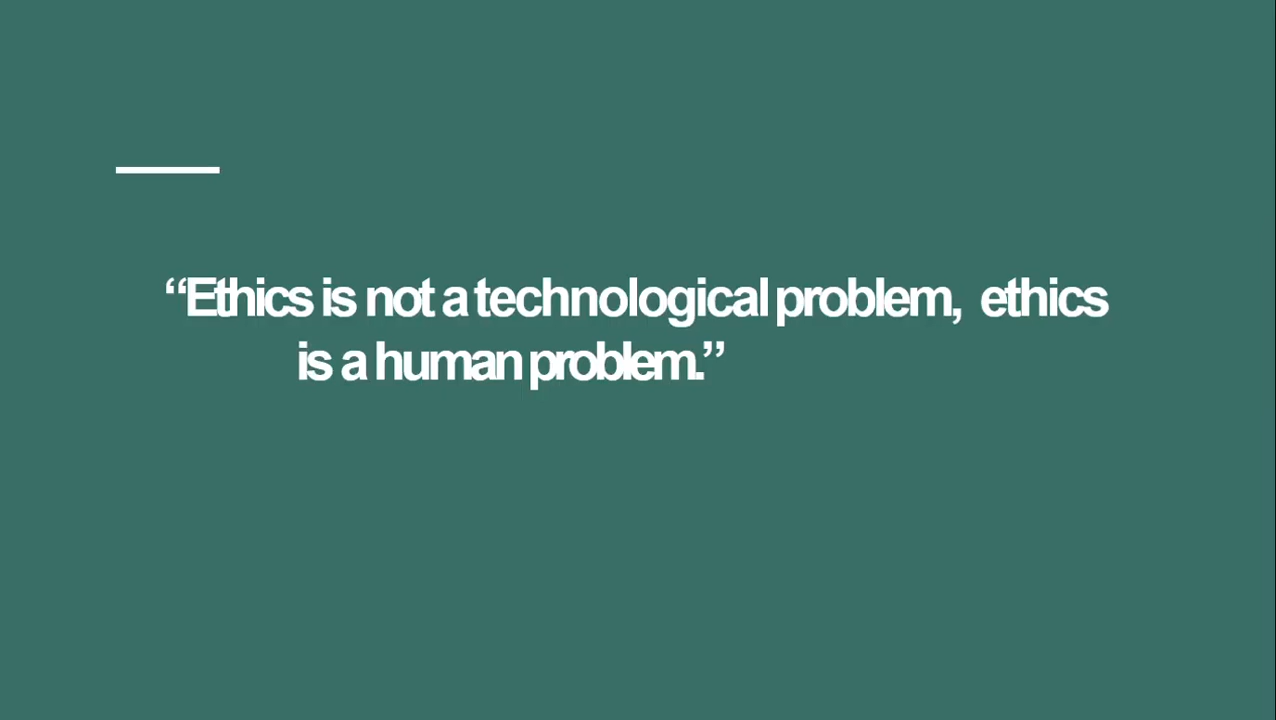 “Ethics is not a technological problem, ethics
is a human problem.”